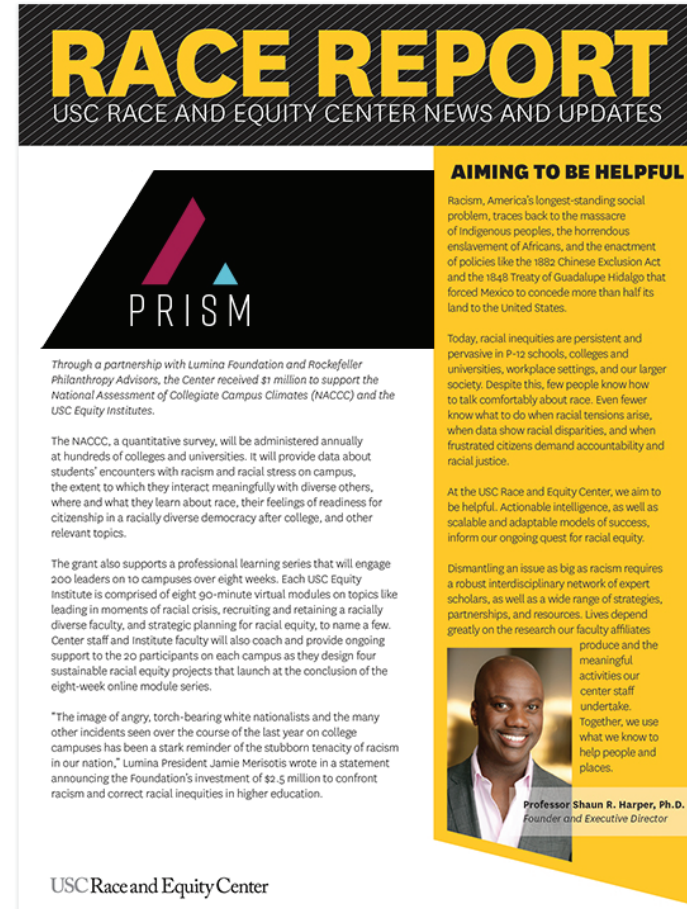 RACE REPORT
USC RACE AND EQUITY CENTER NEWS AND UPDATES
PRISM
Through a partnership with Lumina Foundation and Rockefeller
Philanthropy Advisors, the Center received $1 million to support the
National Assessment of Collegiate Campus Climates (NACCC) and the
USC Equity Institutes.
The NACCC, a quantitative survey, will be administered annually
at hundreds of colleges and universities. It will provide data about
students' encounters with racism and racial stress on campus,
the extent to which they interact meaningfully with diverse others,
where and what they learn about race, their feelings of readiness for
citizenship in a racially diverse democracy after college, and other
relevant topics.
The grant also supports a professional learning series that will engage
200 leaders on 10 campuses over eight weeks. Each USC Equity
Institute is comprised of eight 90-minute virtual modules on topics like
leading in moments of racial crisis, recruiting and retaining a racially
diverse faculty, and strategic planning for racial equity, to name a few.
Center staff and Institute faculty will also coach and provide ongoing
support to the 20 participants on each campus as they design four
sustainable racial equity projects that launch at the conclusion of the
eight-week online module series.
"The image of angry, torch-bearing white nationalists and the many
other incidents seen over the course of the last year on college
campuses has been a stark reminder of the stubborn tenacity of racism
in our nation," Lumina President Jamie Merisotis wrote in a statement
announcing the Foundation's investment of $2.5 million to confront
racism and correct racial inequities in higher education.
USC Race and Equity Center
AIMING TO BE HELPFUL
Racism, America's longest-standing social
problem, traces back to the massacre
of Indigenous peoples, the horrendous
enslavement of Africans, and the enactment
of policies like the 1882 Chinese Exclusion Act
and the 1848 Treaty of Guadalupe Hidalgo that
forced Mexico to concede more than half its
land to the United States.
Today, racial inequities are persistent and
pervasive in P-12 schools, colleges and
universities, workplace settings, and our larger
society. Despite this, few people know how
to talk comfortably about race. Even fewer
know what to do when racial tensions arise,
when data show racial disparities, and when
frustrated citizens demand accountability and
racial justice.
At the USC Race and Equity Center, we aim to
be helpful. Actionable intelligence, as well as
scalable and adaptable models of success,
inform our ongoing quest for racial equity.
Dismantling an issue as big as racism requires
a robust interdisciplinary network of expert
scholars, as well as a wide range of strategies,
partnerships, and resources. Lives depend
greatly on the research our faculty affiliates
produce and the
meaningful
activities our
center staff
undertake.
Together, we use
what we know to
help people and
places.
Professor Shaun R. Harper, Ph.D.
Founder and Executive Director